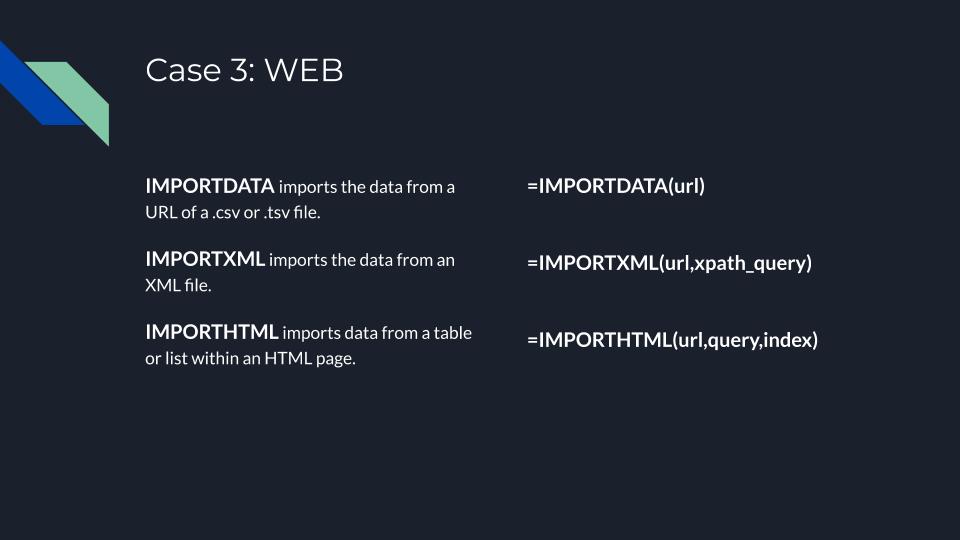 Case 3: WEB
IMPORTDATA imports the data from a
URL of a .csv or .tsv file.
IMPORTXML imports the data from an
XML file.
IMPORTHTML imports data from a table
or list within an HTML page.
=IMPORTDATA(url)
=IMPORTXML(url,xpath_query)
=IMPORTHTML(url,query,index)